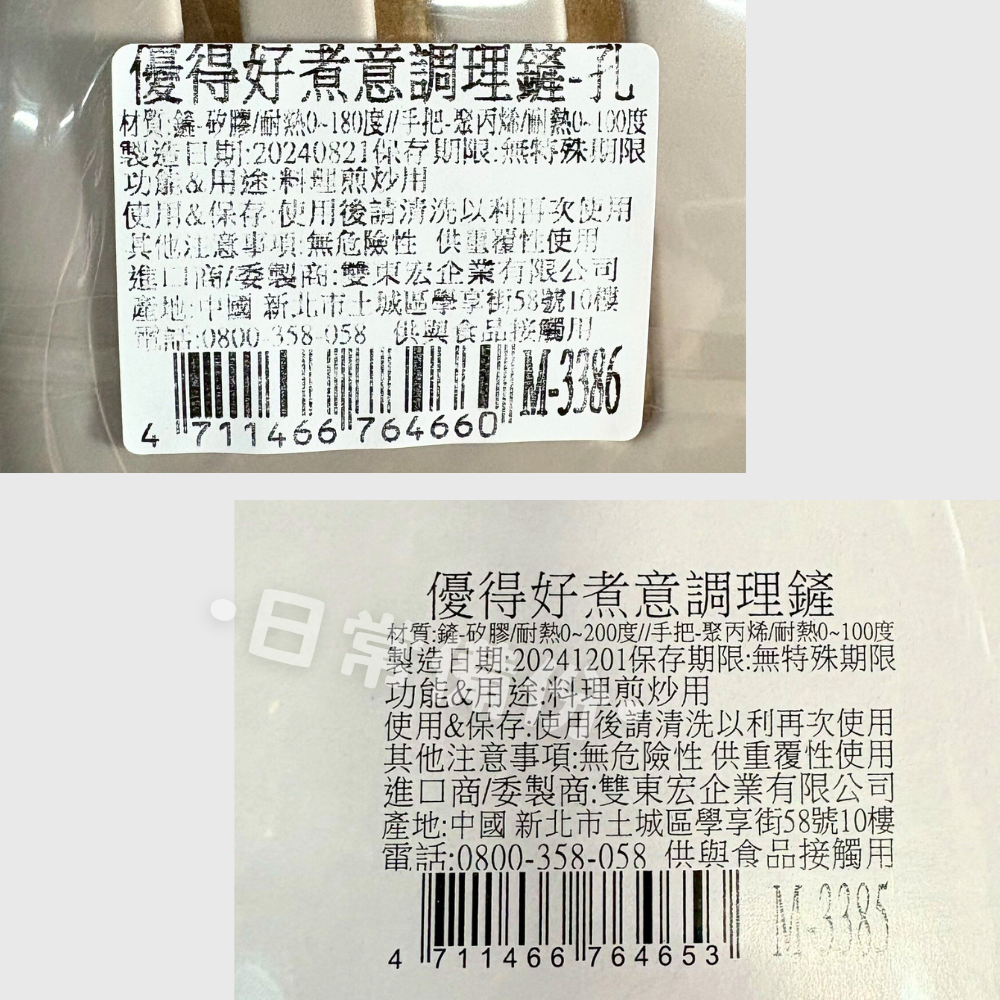 優得好煮意調理鏟-孔
材質:鏟-矽膠/耐熱0~180度//手把-聚丙烯/耐熱0~100度
製造日期:20240821保存期限:無特殊期限
功能&用途:料理煎炒用
使用&保存:使用後請清洗以利再次使用
其他注意事項:無危險性 供重覆性使用
進口商/委製商:雙東宏企業有限公司
產地:中國 新北市土城區學享街58號10樓
電話:0800-358-058 供與食品接觸用
M-3386
4 711466 764660
優得好煮意調理鏟
材質:鏟-矽膠/耐熱0~200度//手把-聚丙烯/耐熱0~100度
製造日期:20241201保存期限:無特殊期限
功能&用途:料理煎炒用
使用&保存:使用後請清洗以利再次使用
其他注意事項:無危險性 供重覆性使用
進口商/委製商:雙東宏企業有限公司
產地:中國 新北市土城區學享街58號10樓
電話:0800-358-058 供與食品接觸用
M-3385
4 711466 764653
日常